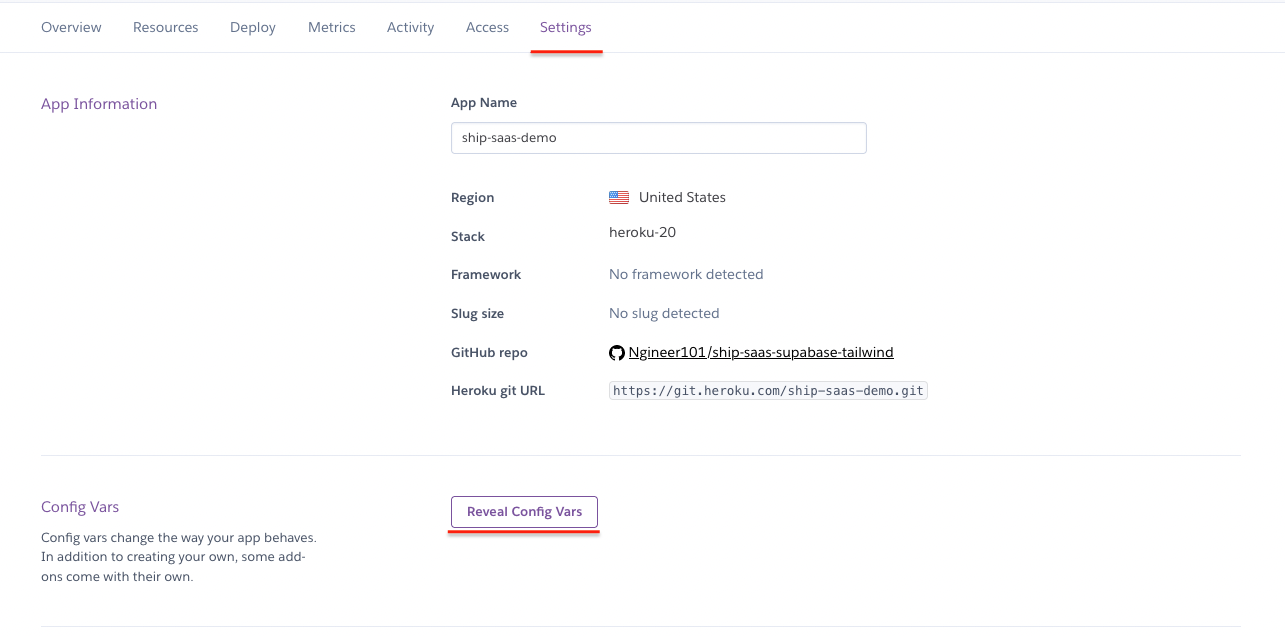 Overview Resources Deploy Metrics Activity Access Settings
App Information
App Name
ship-saas-demo
Region United States
Stack heroku-20
Framework No framework detected
Slug size No slug detected
GitHub repo Ngineer101/ship-saas-supabase-tailwind
Heroku git URL https://git.heroku.com/ship-saas-demo.git
Config Vars
Config vars change the way your app behaves.
In addition to creating your own, some add-
ons come with their own.
Reveal Config Vars